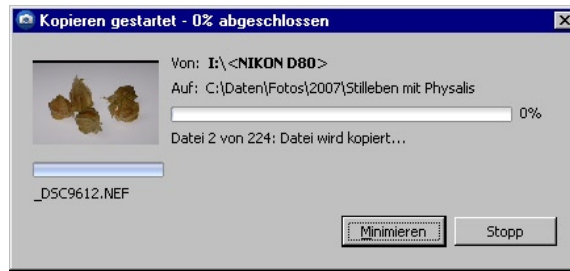 Kopieren gestartet - 0% abgeschlossen
Von: I:\<NIKON D80>
Auf: C:\Daten\Fotos\2007\Stilleben mit Physalis
0%
Datei 2 von 224: Datei wird kopiert...
_DSC9612.NEF
Minimieren Stopp